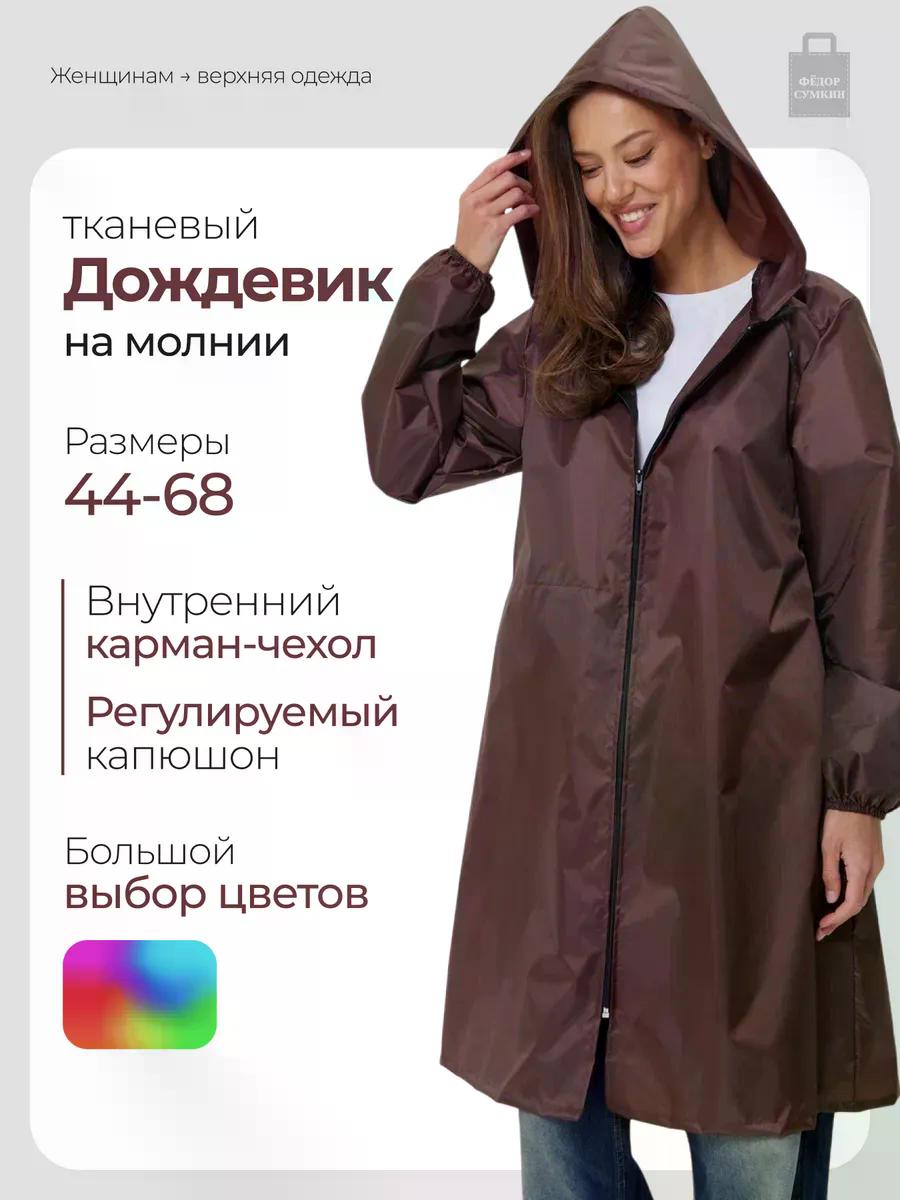 Женщинам → верхняя одежда
ФЁДОР
СУМКИН
тканевый
Дождевик
на молнии
Размеры
44-68
Внутренний
карман-чехол
Регулируемый
капюшон
Большой
выбор цветов